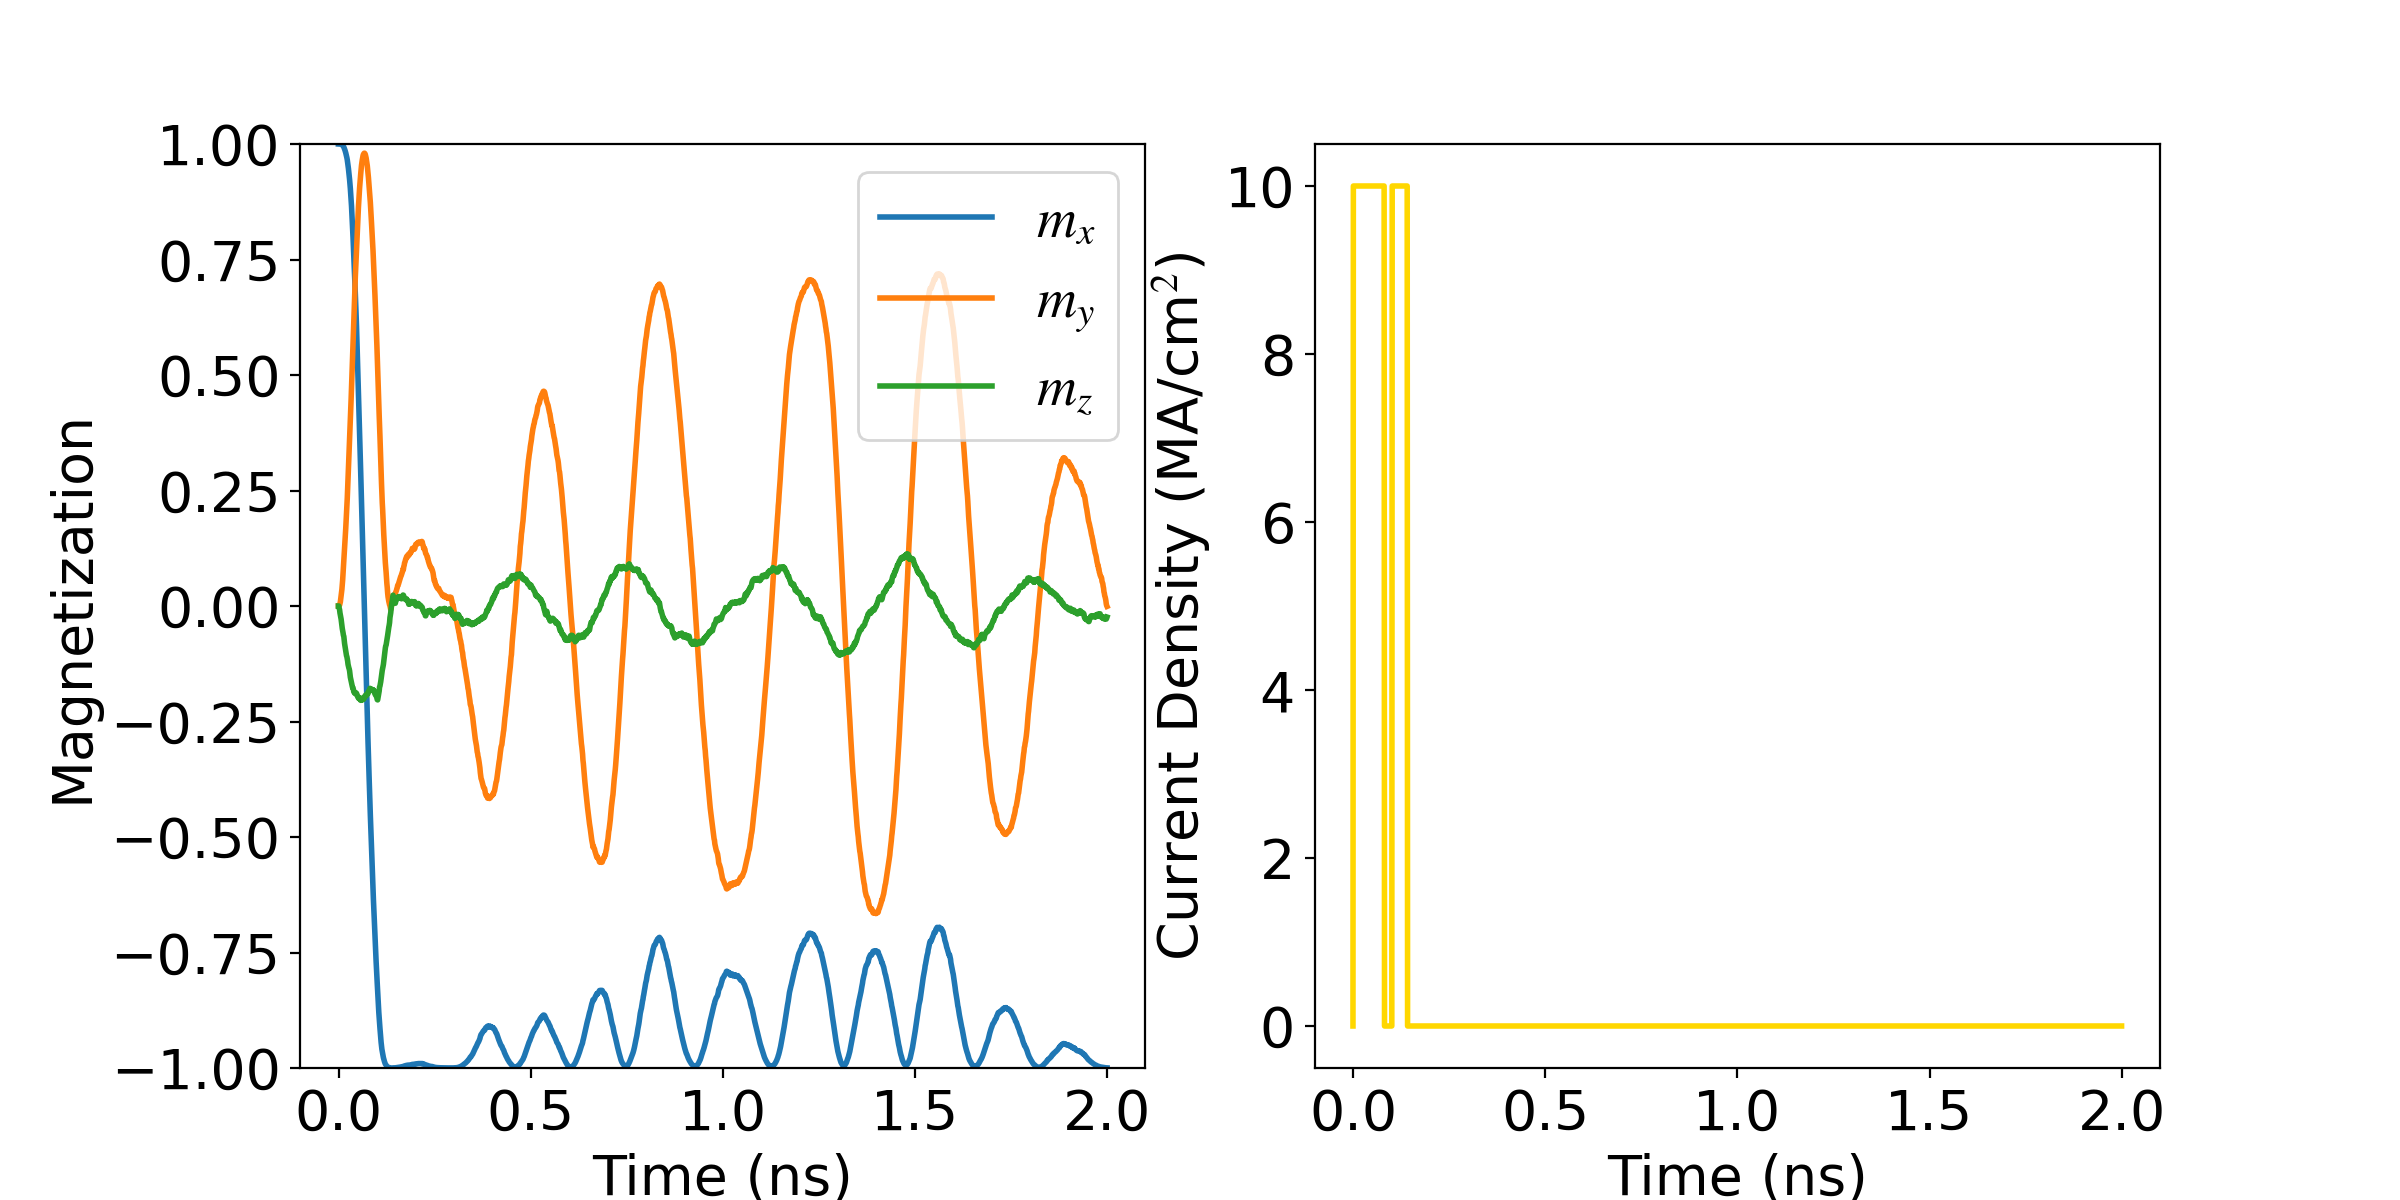 Magnetization
1.00
0.75
0.50
0.25
0.00
−0.25
−0.50
−0.75
−1.00
0.0 0.5 1.0 1.5 2.0
Time (ns)
m_x
m_y
m_z
Current Density (MA/cm²)
10
8
6
4
2
0
0.0 0.5 1.0 1.5 2.0
Time (ns)